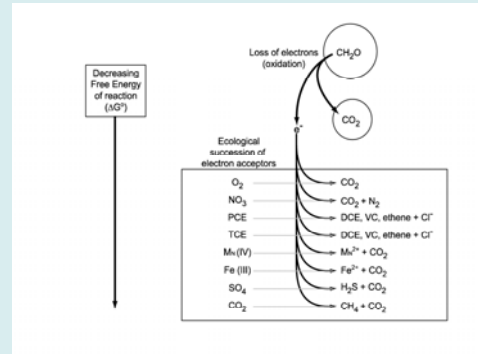 Loss of electrons
(oxidation)
CH₂O
Decreasing
Free Energy
of reaction
(ΔG°)
CO₂
e⁻
Ecological
succession of
electron acceptors
O₂ CO₂
NO₃ CO₂ + N₂
PCE DCE, VC, ethene + Cl⁻
TCE DCE, VC, ethene + Cl⁻
Mn (IV) Mn²⁺ + CO₂
Fe (III) Fe²⁺ + CO₂
SO₄ H₂S + CO₂
CO₂ CH₄ + CO₂